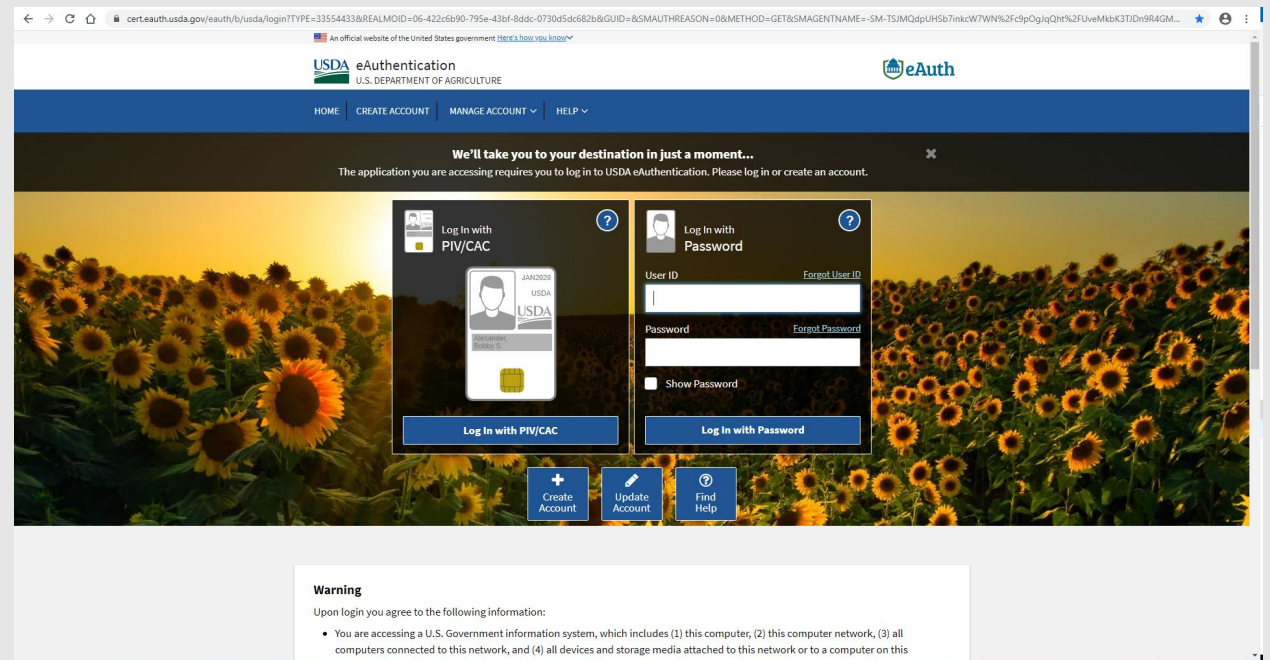 cert.eauth.usda.gov/eauth/b/usda/login?TYPE=33554433&REALMOID=06-422c6b90-795e-43bf-8ddc-0730d5dc682b&GUID=&SMAUTHREASON=0&METHOD=GET&SMAGENTNAME=-SM-TSJMQdpUHSb7inkcW7WN%2Fc9pOgJqQht%2FUveMkbK3TJDn9R4GM...
An official website of the United States government Here's how you know
USDA eAuthentication
U.S. DEPARTMENT OF AGRICULTURE
eAuth
HOME CREATE ACCOUNT MANAGE ACCOUNT HELP
We'll take you to your destination in just a moment...
The application you are accessing requires you to log in to USDA eAuthentication. Please log in or create an account.
Log In with
PIV/CAC
?
JAN2020
USDA
USDA
Alexander,
Bobby S.
Log In with PIV/CAC
Log In with
Password
?
User ID Forgot User ID
Password Forgot Password
Show Password
Log In with Password
Create
Account
Update
Account
?
Find
Help
Warning
Upon login you agree to the following information:
• You are accessing a U.S. Government information system, which includes (1) this computer, (2) this computer network, (3) all
computers connected to this network, and (4) all devices and storage media attached to this network or to a computer on this